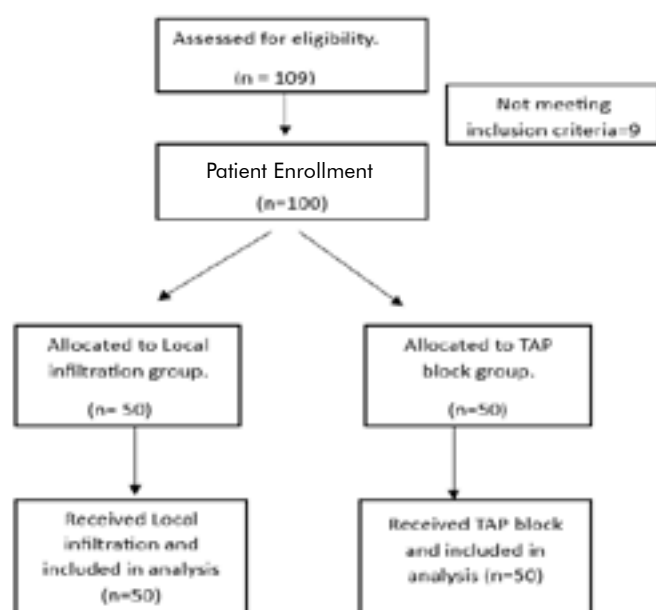 Assessed for eligibility.
(n = 109)
Not meeting
inclusion criteria=9
Patient Enrollment
(n=100)
Allocated to Local
infiltration group.
(n= 50)
Allocated to TAP
block group.
(n=50)
Received Local
infiltration and
included in analysis
(n=50)
Received TAP block
and included in
analysis (n=50)